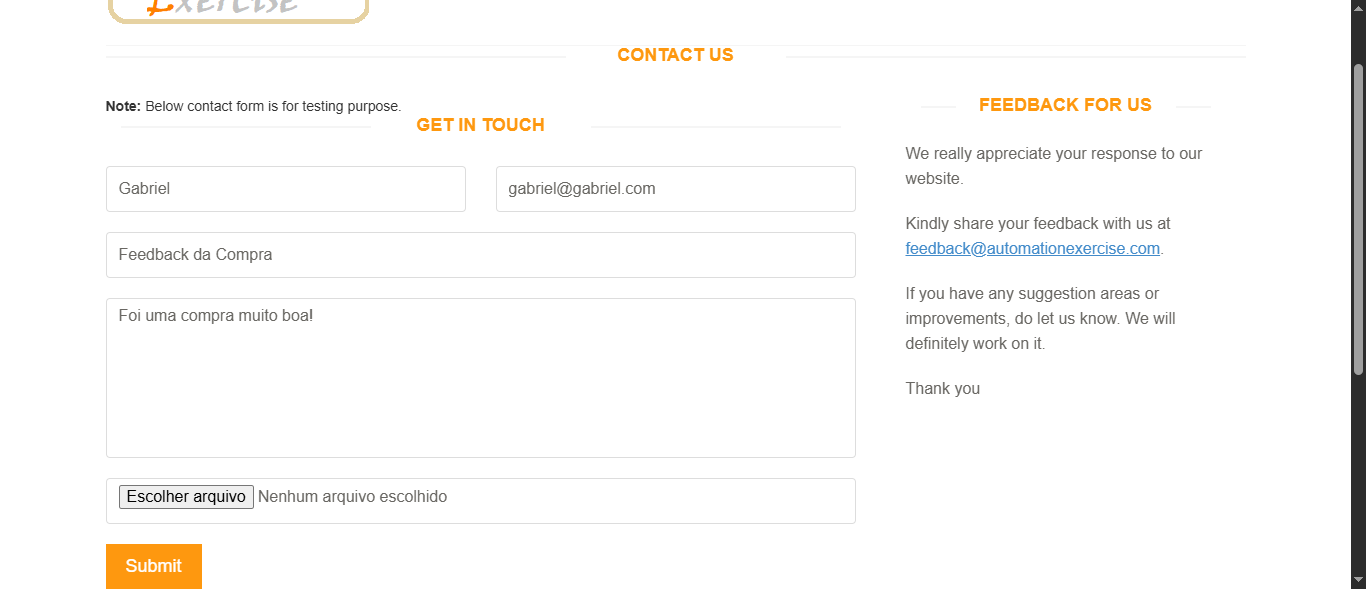 Exercise
CONTACT US
Note: Below contact form is for testing purpose.
GET IN TOUCH
Gabriel
gabriel@gabriel.com
Feedback da Compra
Foi uma compra muito boa!
Escolher arquivo Nenhum arquivo escolhido
Submit
FEEDBACK FOR US
We really appreciate your response to our
website.
Kindly share your feedback with us at
feedback@automationexercise.com.
If you have any suggestion areas or
improvements, do let us know. We will
definitely work on it.
Thank you